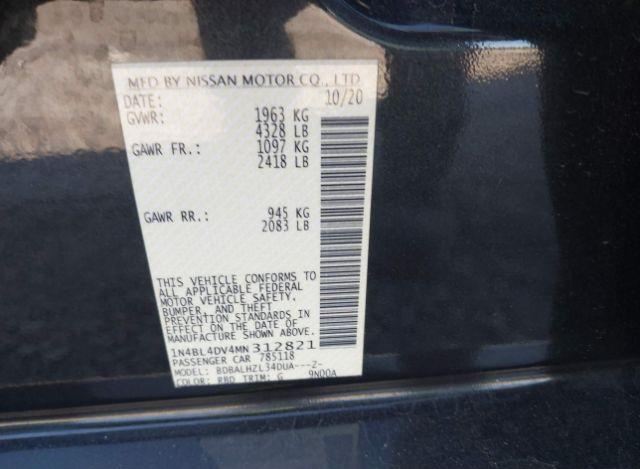 MFD BY NISSAN MOTOR CO., LTD
DATE: 10/20
GVWR: 1963 KG
4328 LB
GAWR FR.: 1097 KG
2418 LB
GAWR RR.: 945 KG
2083 LB
THIS VEHICLE CONFORMS TO
ALL APPLICABLE FEDERAL
MOTOR VEHICLE SAFETY,
BUMPER, AND THEFT
PREVENTION STANDARDS IN
EFFECT ON THE DATE OF
MANUFACTURE SHOWN ABOVE.
1N4BL4DV4MN312821
PASSENGER CAR 785118
MODEL: BDBALHZL34DUA---Z-
COLOR: RBD TRIM: G 9N00A